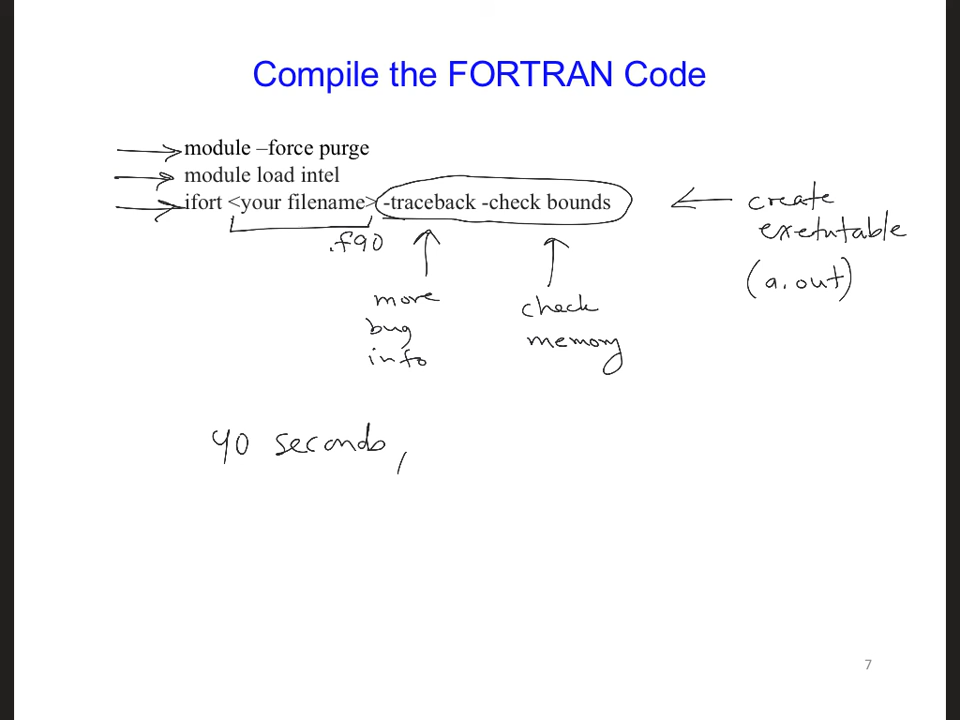 Compile the FORTRAN Code
module –force purge
module load intel
ifort <your filename> -traceback -check bounds
create
exetutable
(a.out)
.f90
more
bug
info
check
memory
40 seconds,
7